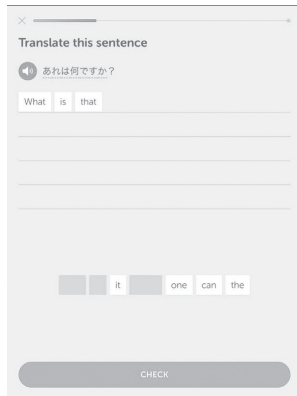 Translate this sentence
あれは何ですか？
What is that
it one can the
CHECK